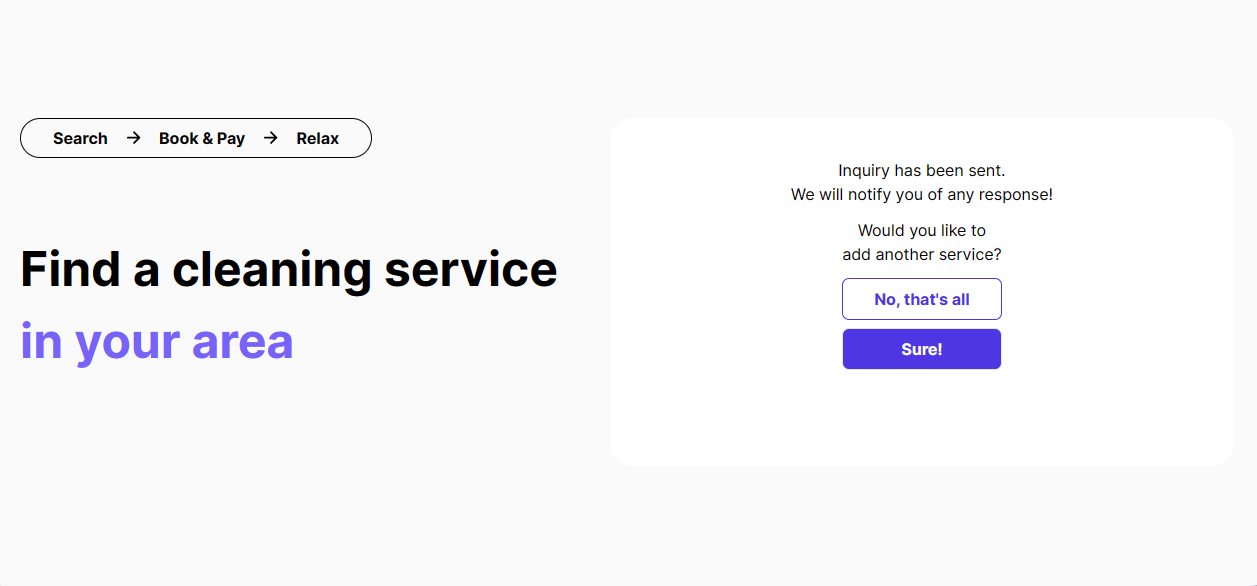 Search → Book & Pay → Relax
Find a cleaning service
in your area
Inquiry has been sent.
We will notify you of any response!
Would you like to
add another service?
No, that's all
Sure!